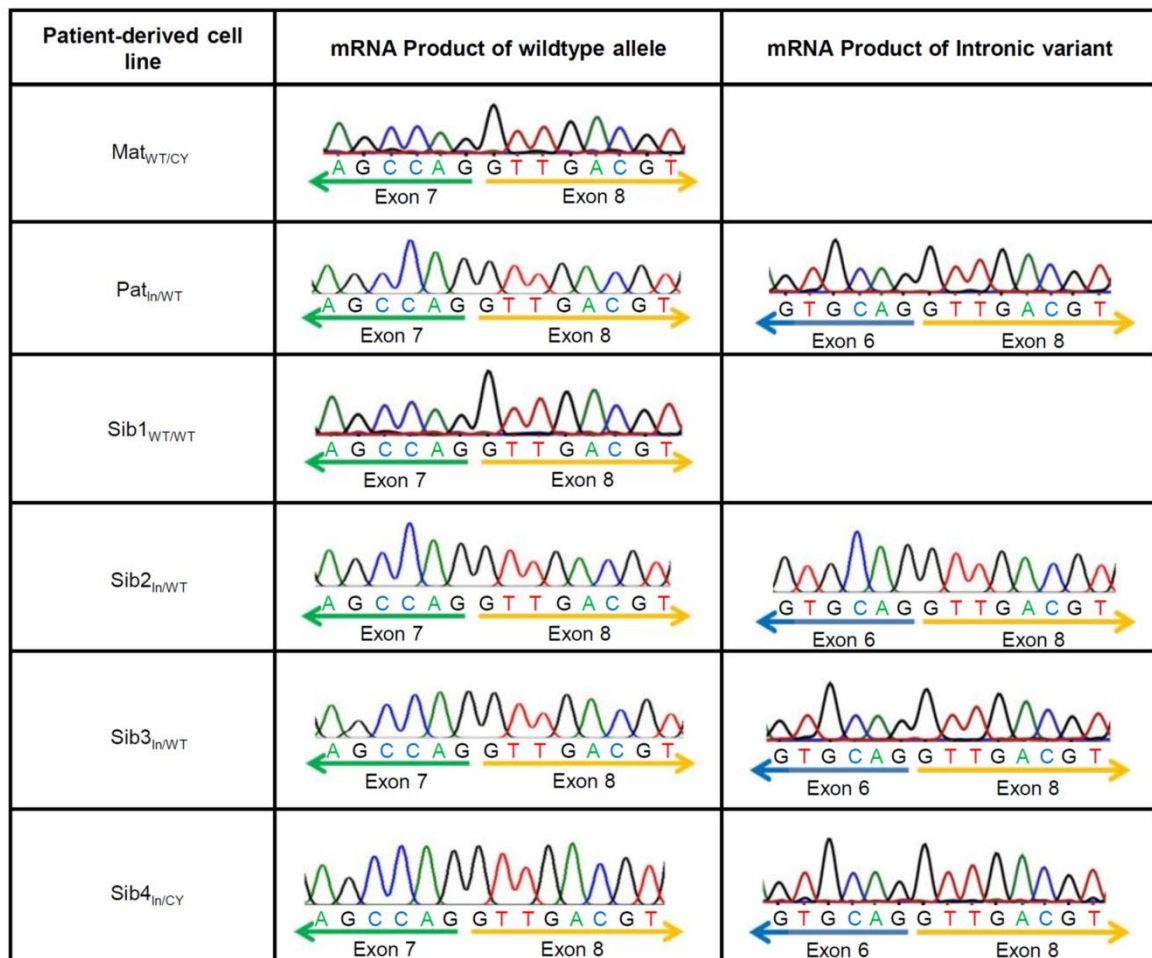 Patient-derived cell line
mRNA Product of wildtype allele
mRNA Product of Intronic variant
MatWT/CY
A G C C A G G T T G A C G T
Exon 7 Exon 8
PatIn/WT
A G C C A G G T T G A C G T
Exon 7 Exon 8
G T G C A G G T T G A C G T
Exon 6 Exon 8
Sib1WT/WT
A G C C A G G T T G A C G T
Exon 7 Exon 8
Sib2In/WT
A G C C A G G T T G A C G T
Exon 7 Exon 8
G T G C A G G T T G A C G T
Exon 6 Exon 8
Sib3In/WT
A G C C A G G T T G A C G T
Exon 7 Exon 8
G T G C A G G T T G A C G T
Exon 6 Exon 8
Sib4In/CY
A G C C A G G T T G A C G T
Exon 7 Exon 8
G T G C A G G T T G A C G T
Exon 6 Exon 8